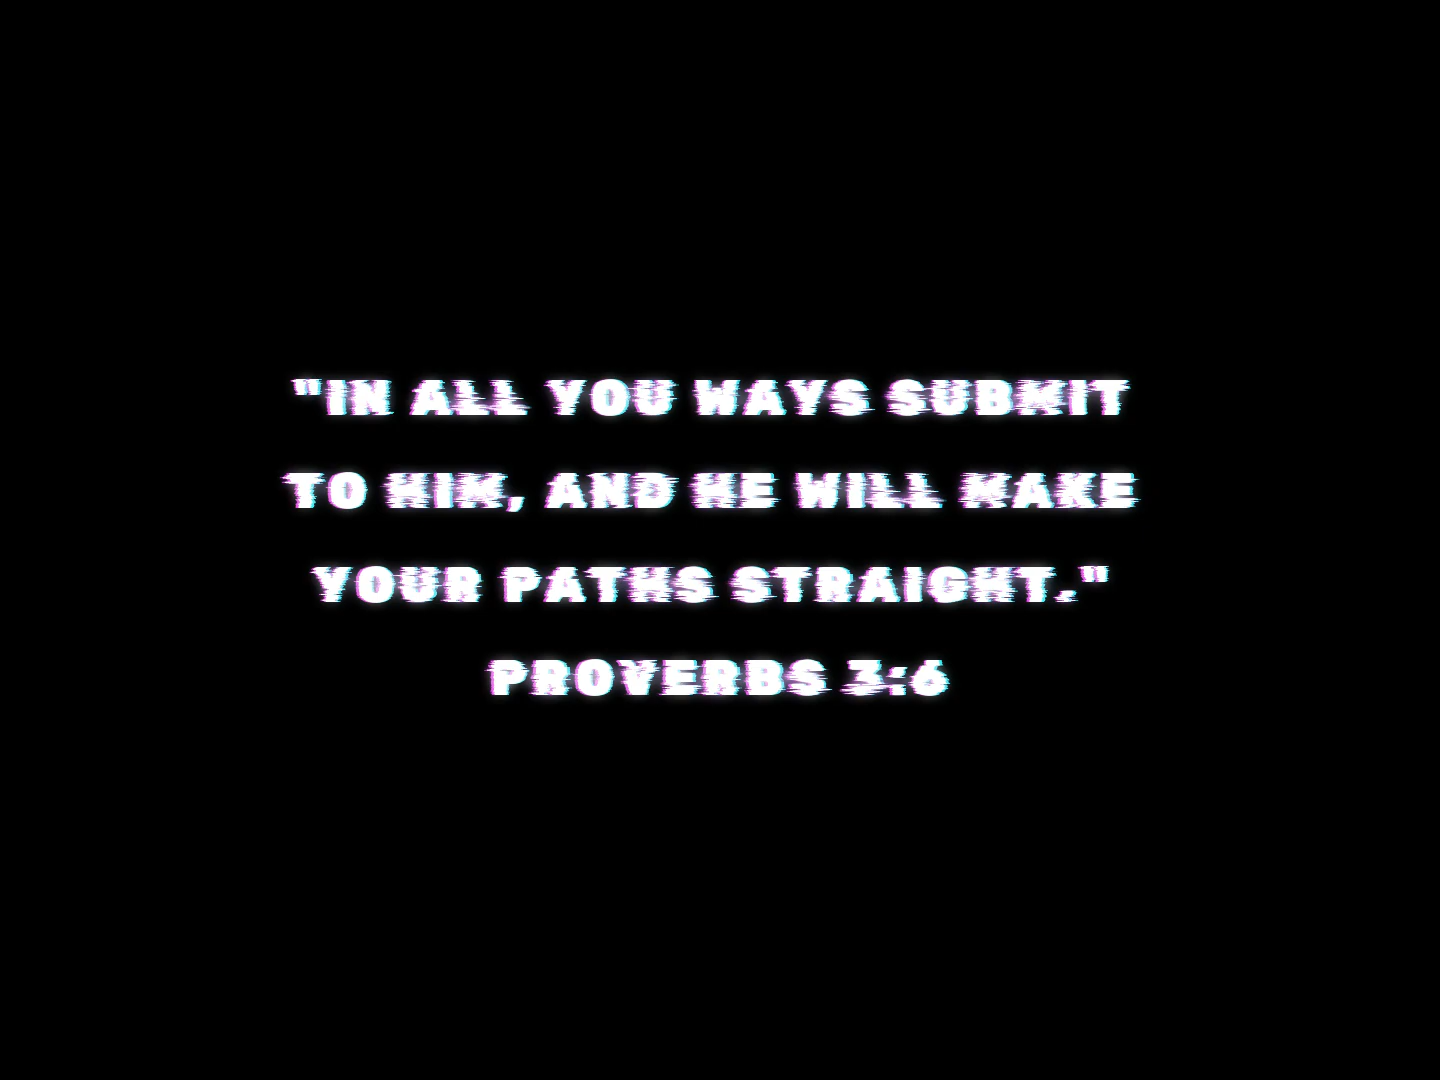 "IN ALL YOU WAYS SUBMIT
TO HIM, AND HE WILL MAKE
YOUR PATHS STRAIGHT."
PROVERBS 3:6